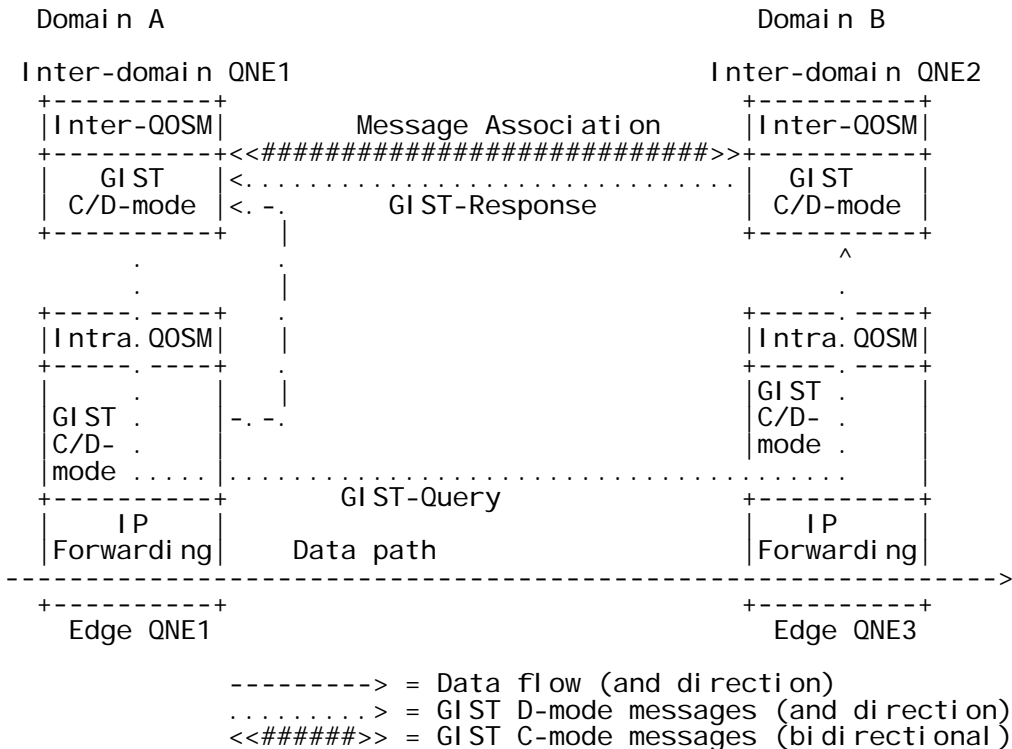 Domain A Domain B
Inter-domain QNE1 Inter-domain QNE2
+----------+ +----------+
|Inter-QOSM| Message Association |Inter-QOSM|
+----------+<<############################>>+----------+
| GIST |<...............................| GIST |
| C/D-mode |<.-. GIST-Response | C/D-mode |
+----------+ | +----------+
. . ^
. | .
+-----.----+ . +-----.----+
|Intra.QOSM| | |Intra.QOSM|
+-----.----+ . +-----.----+
| . | | |GIST . |
|GIST . |-.-. |C/D- . |
|C/D- . | |mode . |
|mode .....|....................................... |
+----------+ GIST-Query +----------+
| IP | | IP |
|Forwarding| Data path |Forwarding|
--------------------------------------------------------------->
+----------+ +----------+
Edge QNE1 Edge QNE3
---------> = Data flow (and direction)
.........> = GIST D-mode messages (and direction)
<<######>> = GIST C-mode messages (bidirectional)